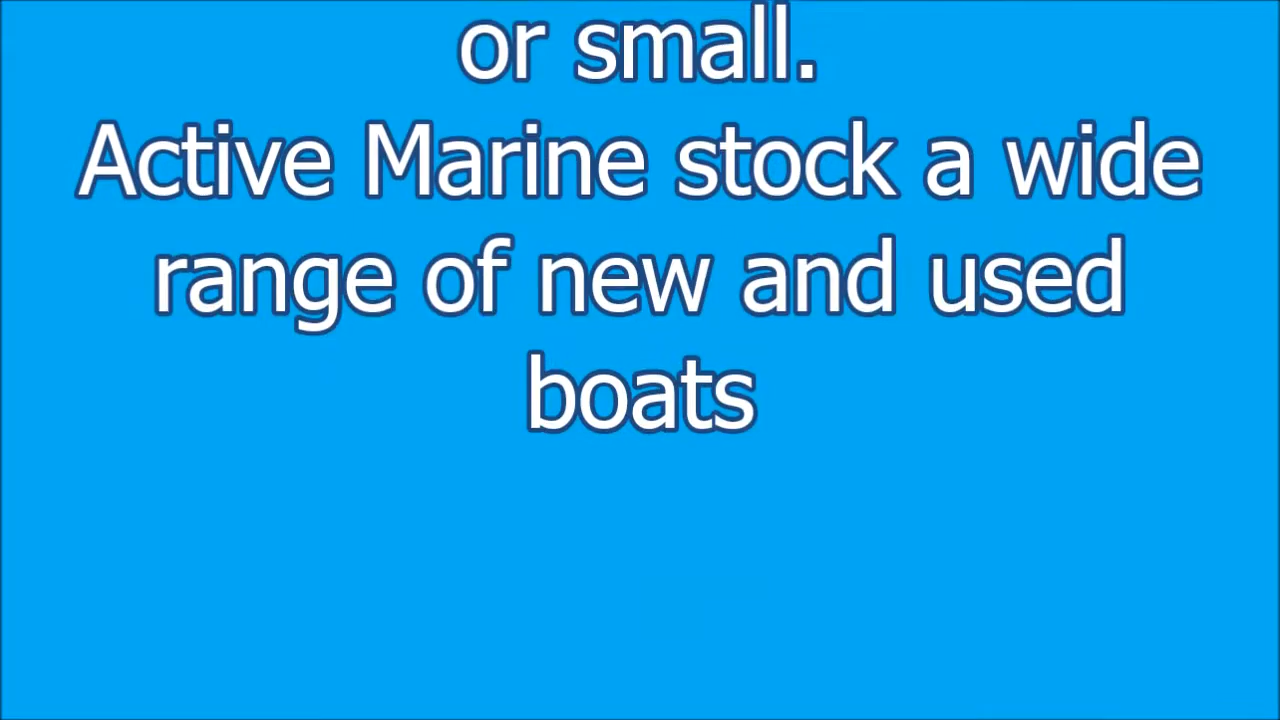 or small.
Active Marine stock a wide
range of new and used
boats